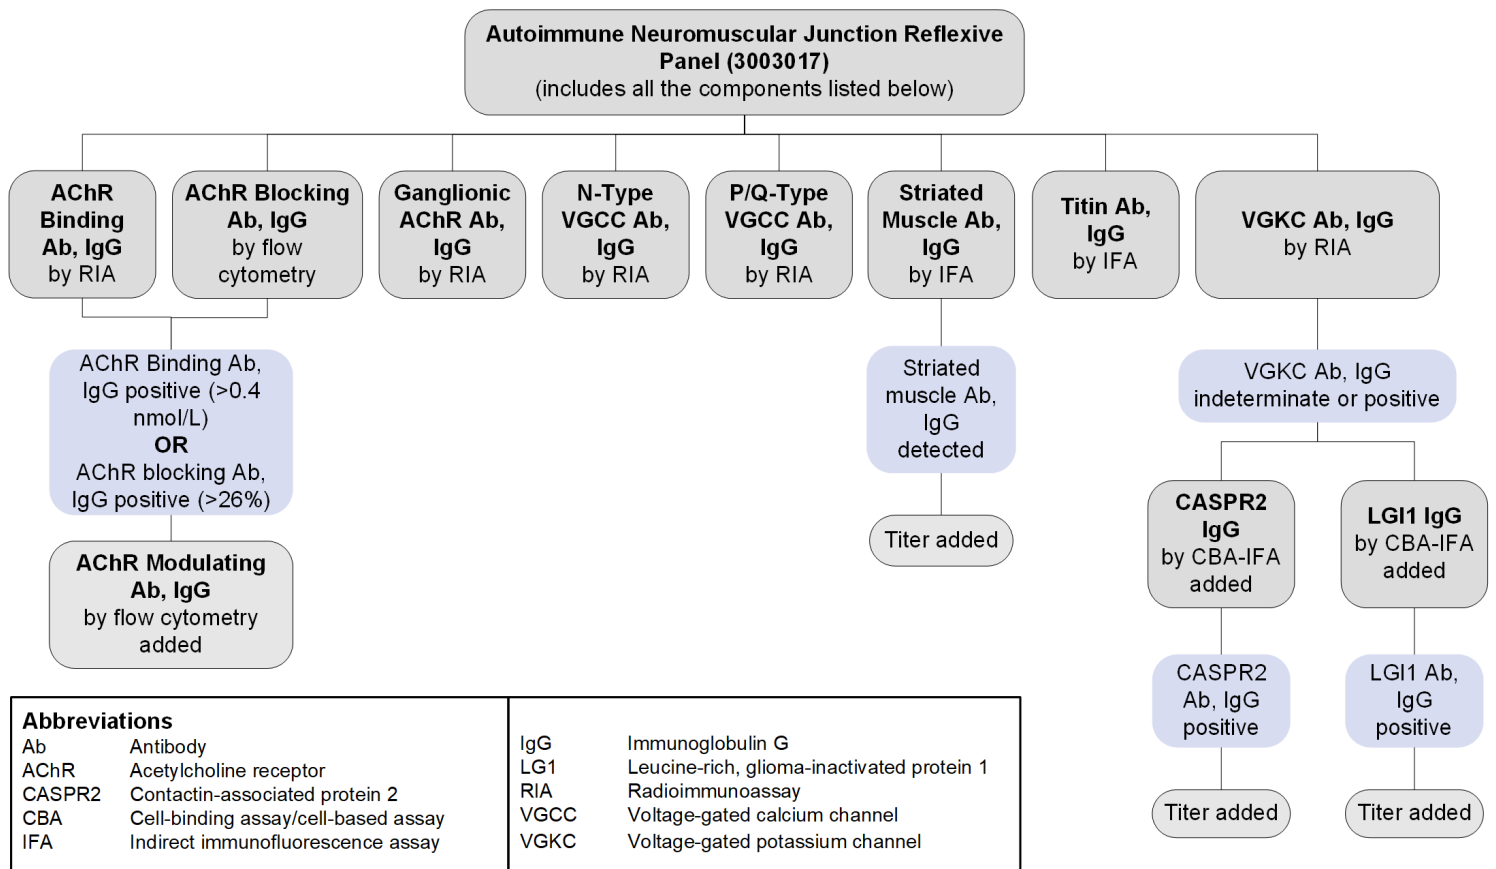 Autoimmune Neuromuscular Junction Reflexive
Panel (3003017)
(includes all the components listed below)
AChR
Binding
Ab, IgG
by RIA
AChR Blocking
Ab, IgG
by flow
cytometry
Ganglionic
AChR Ab,
IgG
by RIA
N-Type
VGCC Ab,
IgG
by RIA
P/Q-Type
VGCC Ab,
IgG
by RIA
Striated
Muscle Ab,
IgG
by IFA
Titin Ab,
IgG
by IFA
VGKC Ab, IgG
by RIA
AChR Binding Ab,
IgG positive (>0.4
nmol/L)
OR
AChR blocking Ab,
IgG positive (>26%)
Striated
muscle Ab,
IgG
detected
VGKC Ab, IgG
indeterminate or positive
AChR Modulating
Ab, IgG
by flow cytometry
added
Titer added
CASPR2
IgG
by CBA-IFA
added
LGI1 IgG
by CBA-IFA
added
CASPR2
Ab, IgG
positive
LGI1 Ab,
IgG
positive
Titer added
Titer added
Abbreviations
Ab Antibody
AChR Acetylcholine receptor
CASPR2 Contactin-associated protein 2
CBA Cell-binding assay/cell-based assay
IFA Indirect immunofluorescence assay
IgG Immunoglobulin G
LG1 Leucine-rich, glioma-inactivated protein 1
RIA Radioimmunoassay
VGCC Voltage-gated calcium channel
VGKC Voltage-gated potassium channel